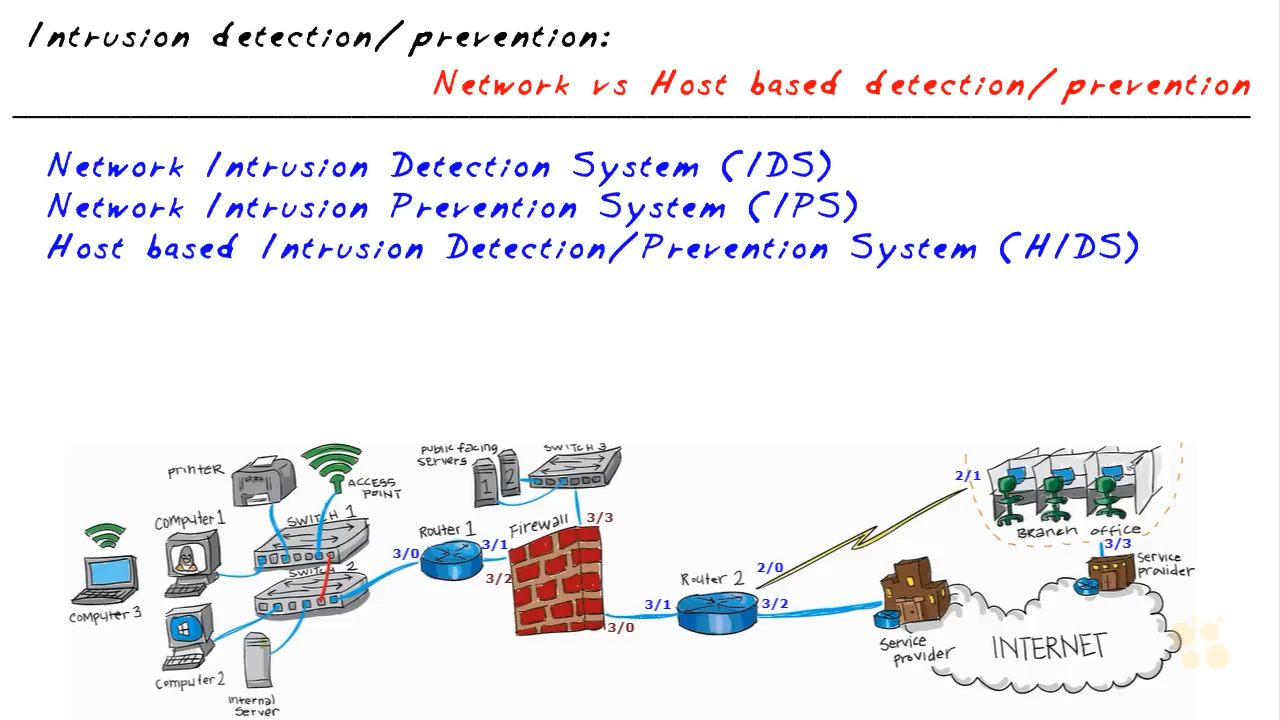 Intrusion detection/prevention:
Network vs Host based detection/prevention
Network Intrusion Detection System (IDS)
Network Intrusion Prevention System (IPS)
Host based Intrusion Detection/Prevention System (HIDS)
Printer
ACCESS
POINT
Computer 1
SWITCH 1
SWITCH 2
Computer 3
Computer 2
Internal
Server
Router 1
3/0
3/1
3/2
Public facing
Servers
1
2
SWITCH 3
3/3
Firewall
3/0
3/1
Router 2
2/0
3/2
2/1
Branch office
3/3
Service
Provider
Service
Provider
INTERNET